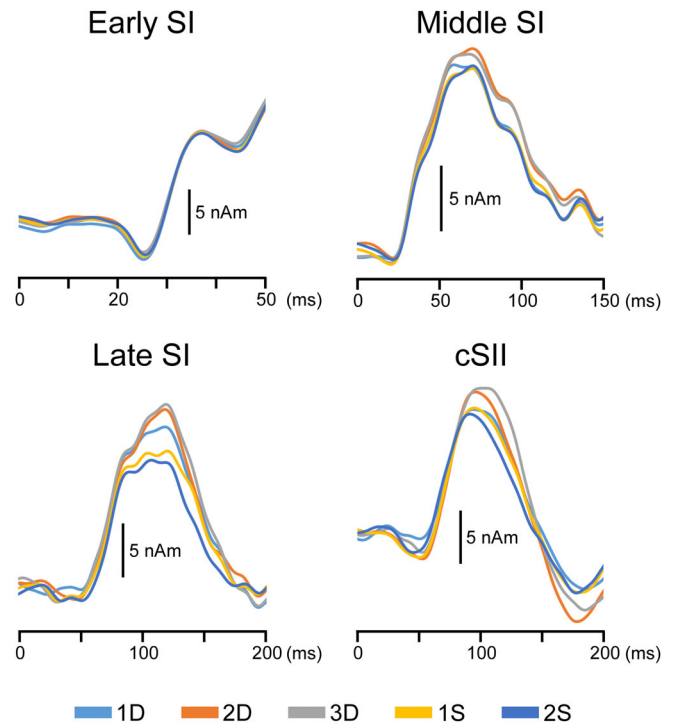 Early SI
Middle SI
5 nAm
5 nAm
0 20 50 (ms)
0 50 100 150 (ms)
Late SI
cSII
5 nAm
5 nAm
0 100 200 (ms)
0 100 200 (ms)
1D 2D 3D 1S 2S